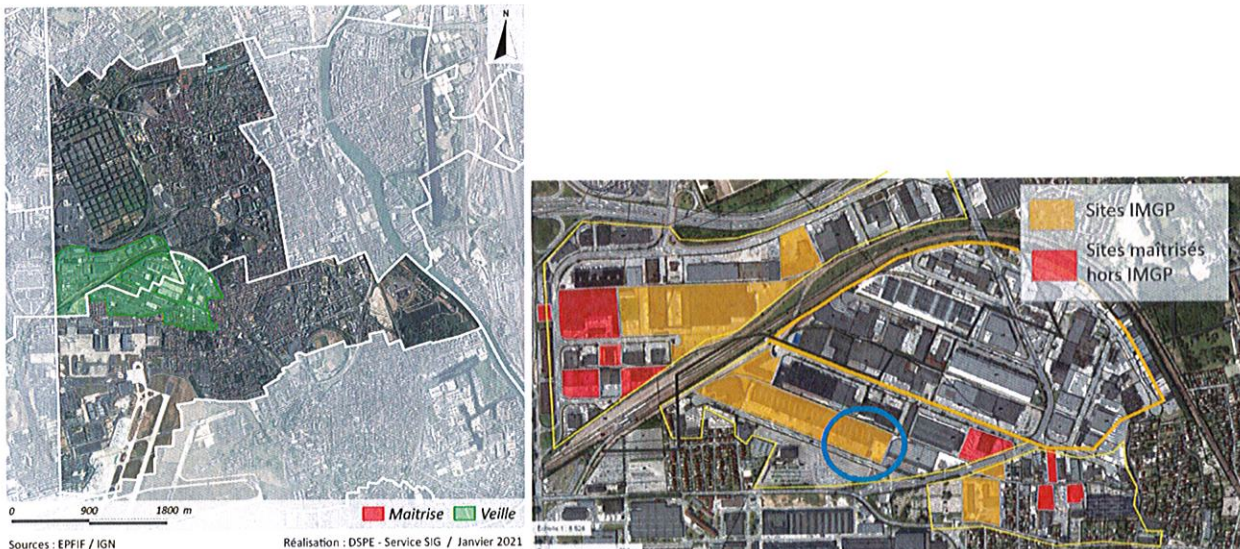 N
0 900 1800 m
Maitrise Veille
Sources : EPFIF / IGN
Réalisation : DSPE - Service SIG / Janvier 2021
Sites IMGP
Sites maîtrisés
hors IMGP